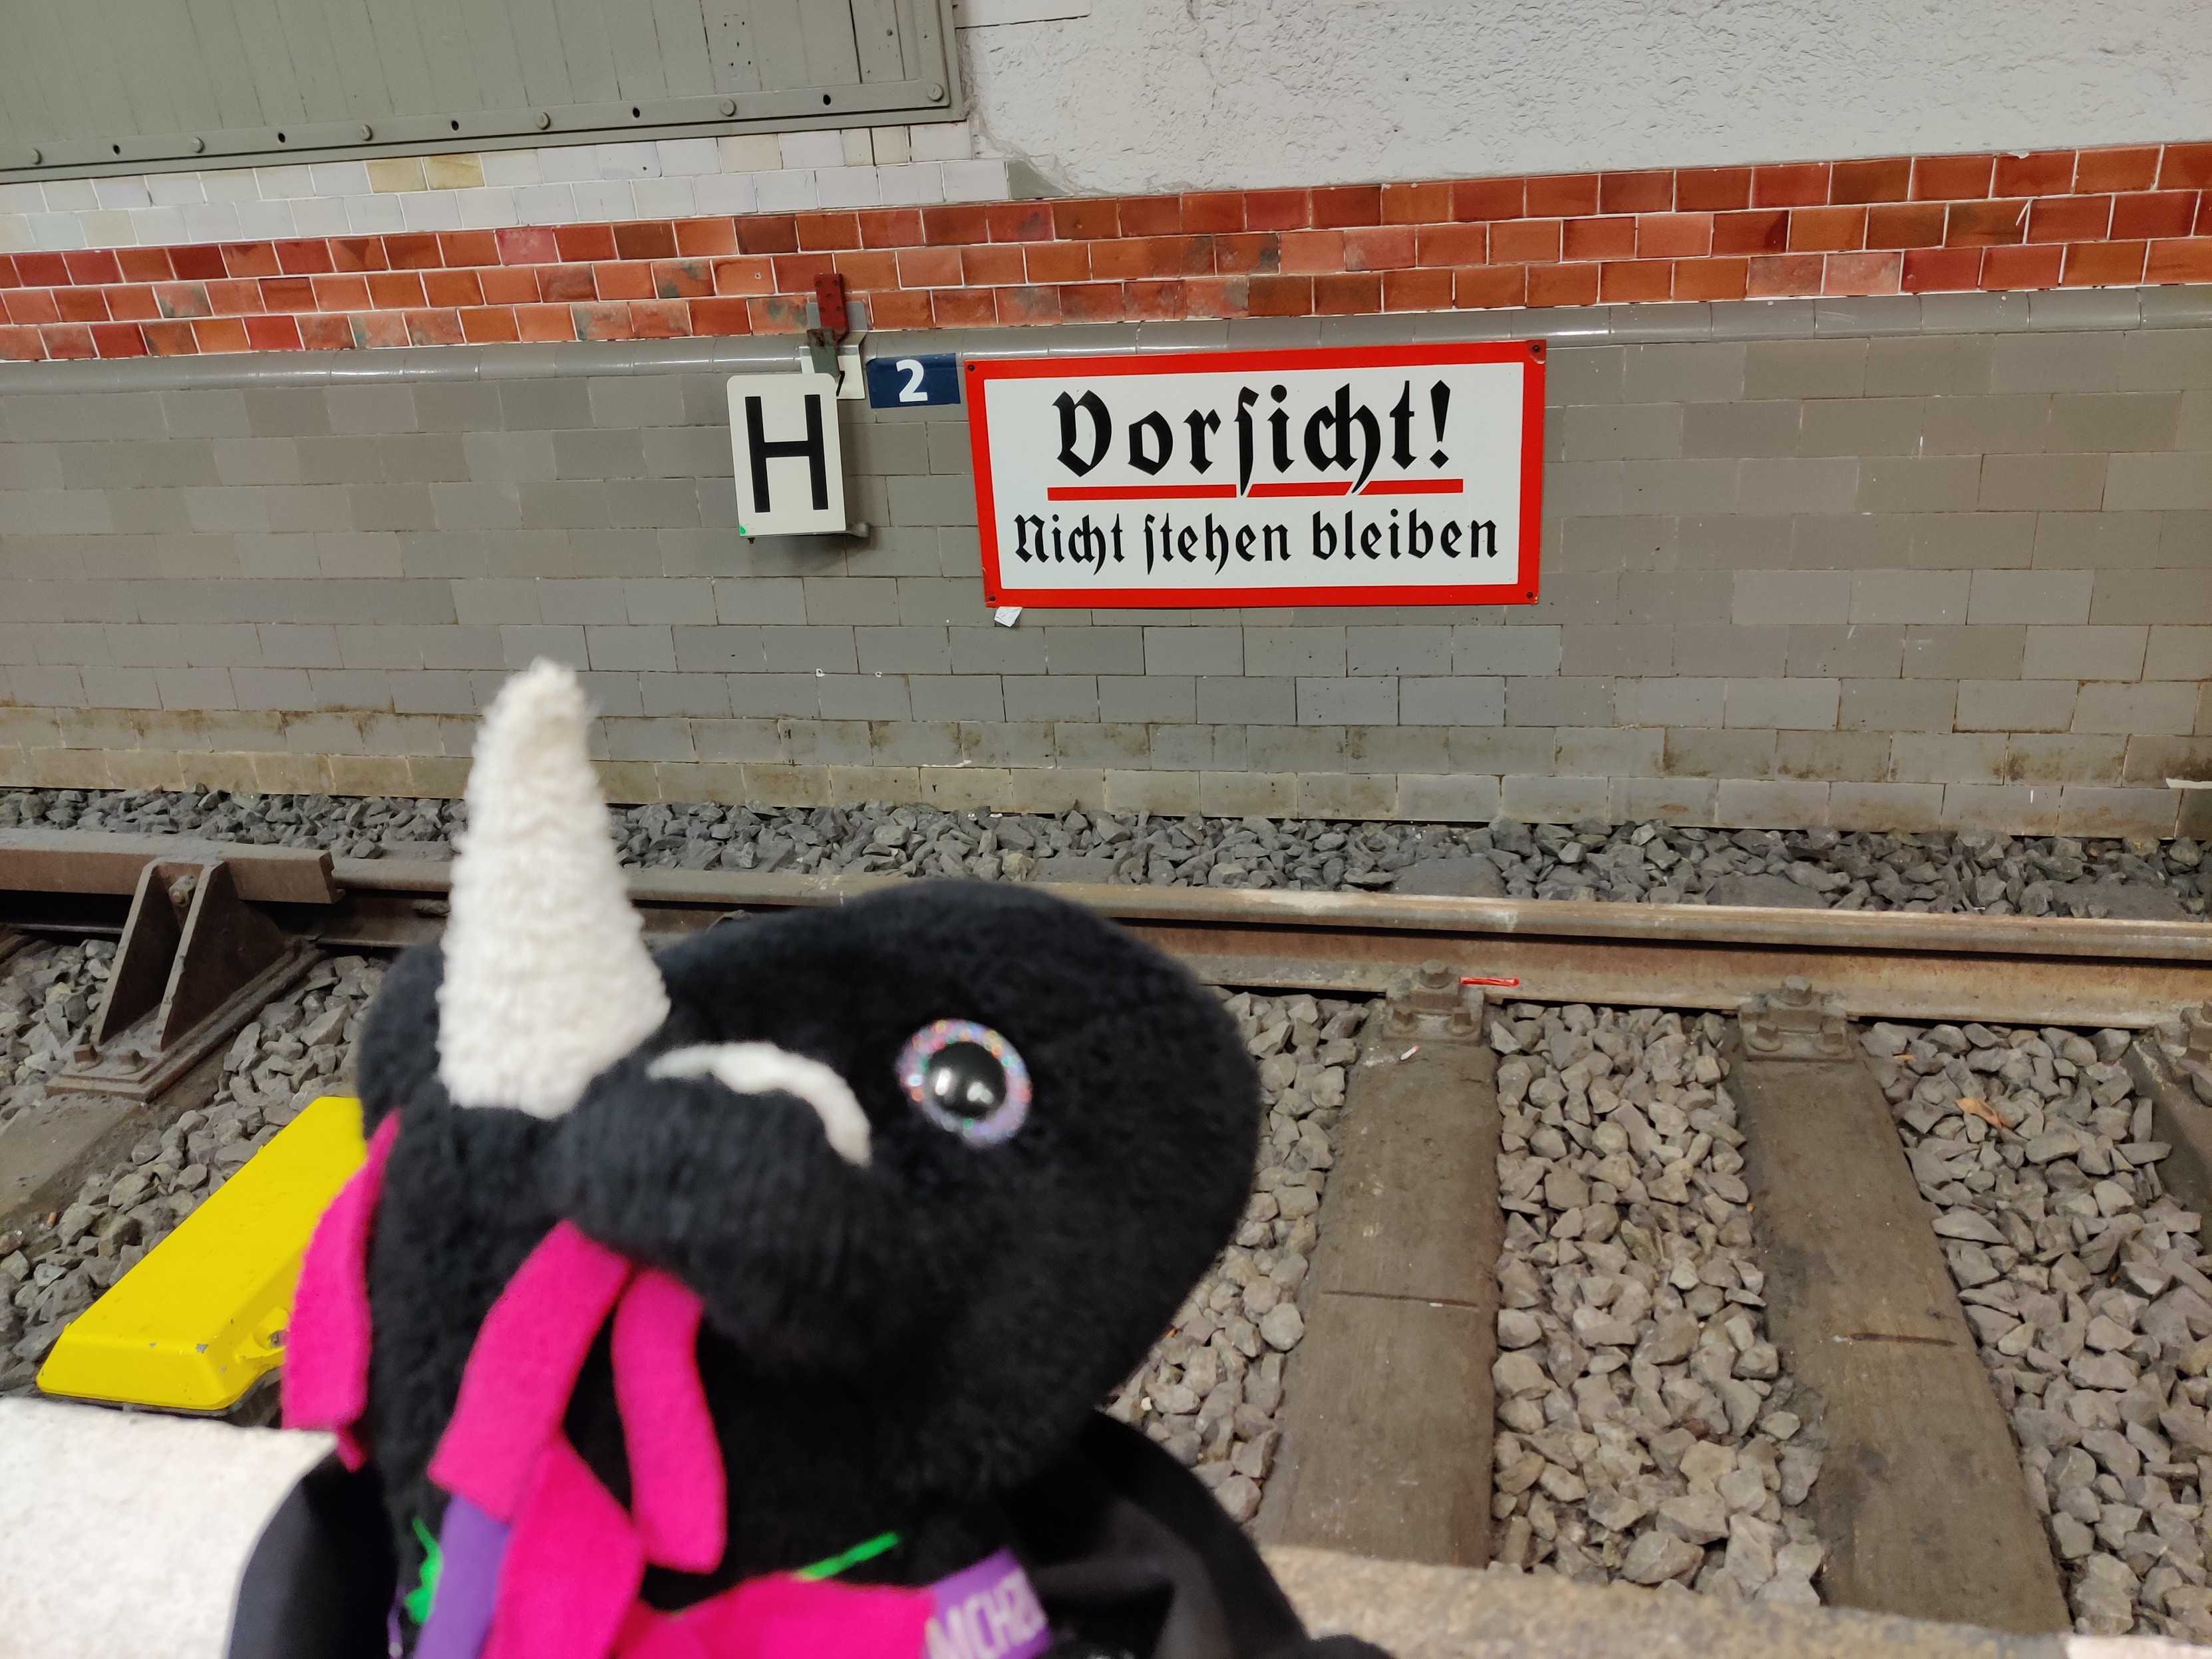 H
2
Vorſicht!
Nicht ſtehen bleiben